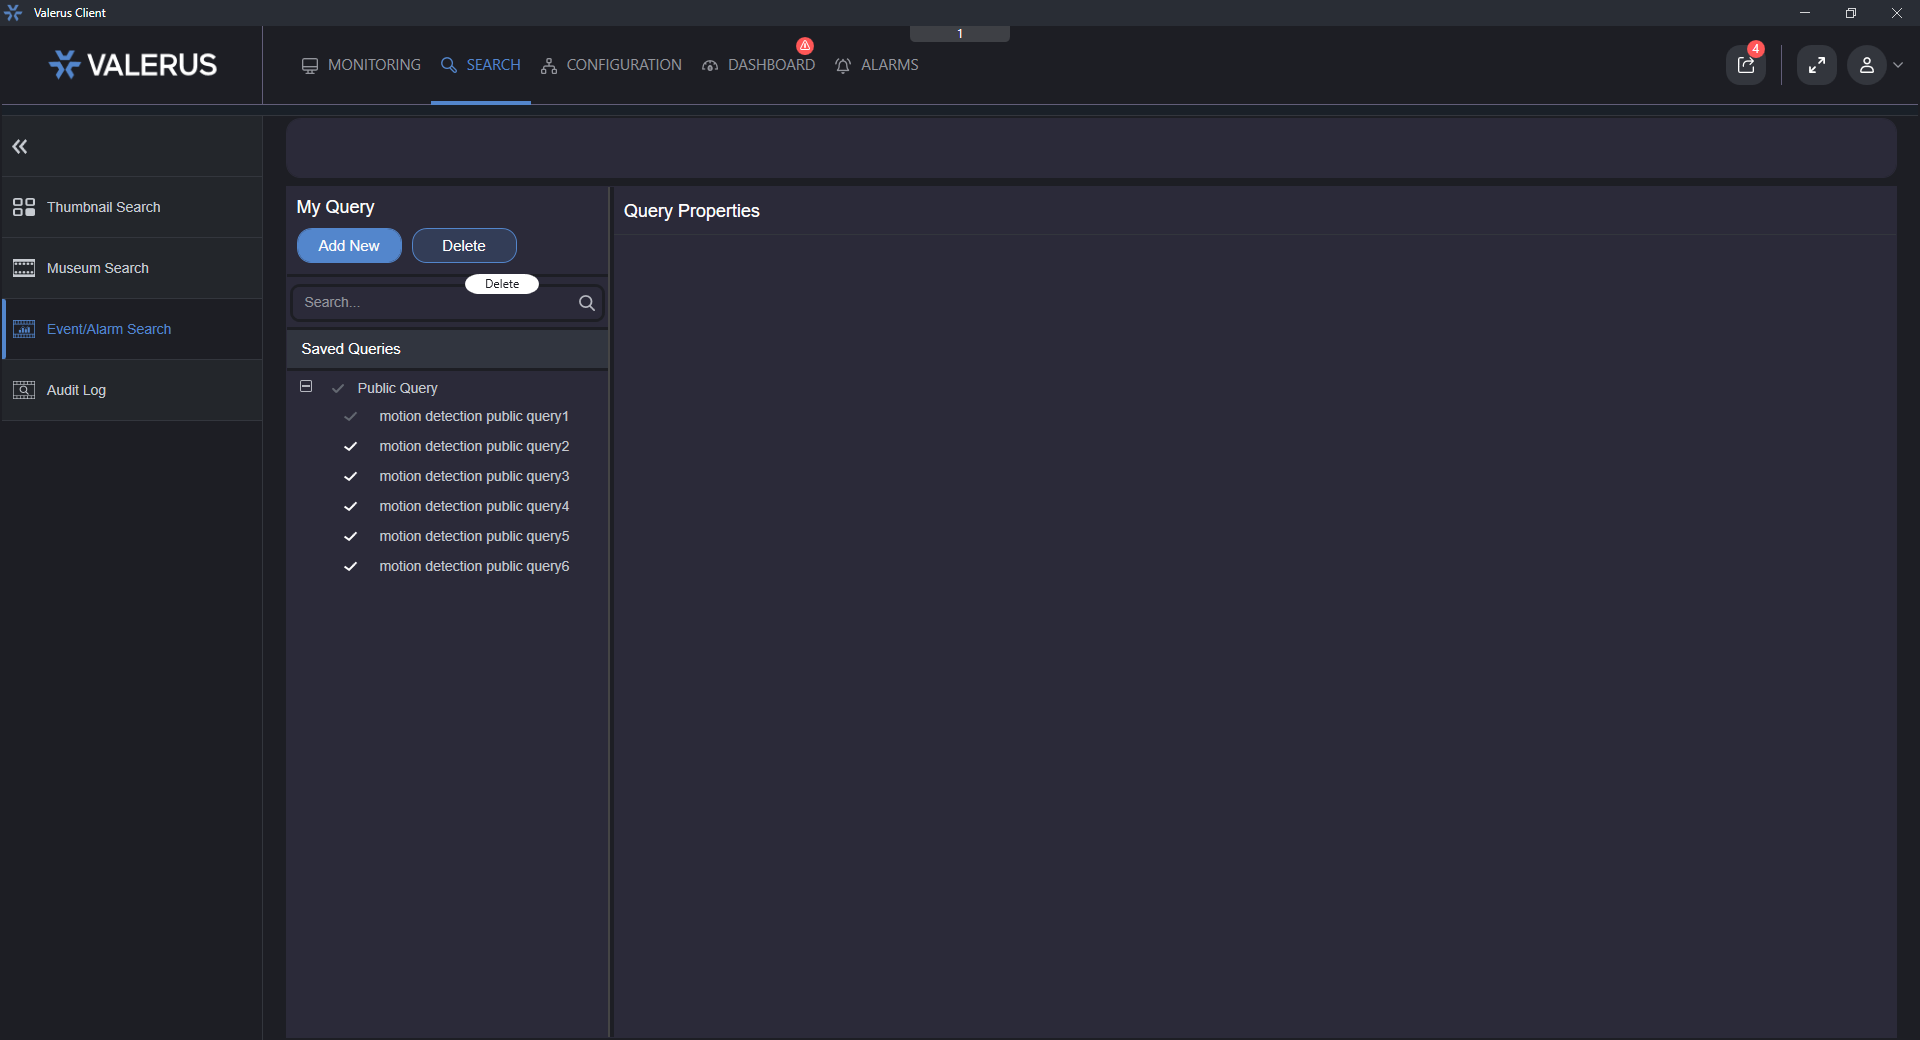 Valerus Client
1
VALERUS
MONITORING
SEARCH
CONFIGURATION
DASHBOARD
ALARMS
4
Thumbnail Search
Museum Search
Event/Alarm Search
Audit Log
My Query
Add New
Delete
Delete
Search...
Saved Queries
Public Query
motion detection public query1
motion detection public query2
motion detection public query3
motion detection public query4
motion detection public query5
motion detection public query6
Query Properties